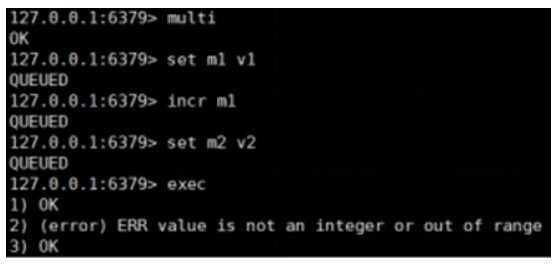 127.0.0.1:6379> multi
OK
127.0.0.1:6379> set m1 v1
QUEUED
127.0.0.1:6379> incr m1
QUEUED
127.0.0.1:6379> set m2 v2
QUEUED
127.0.0.1:6379> exec
1) OK
2) (error) ERR value is not an integer or out of range
3) OK